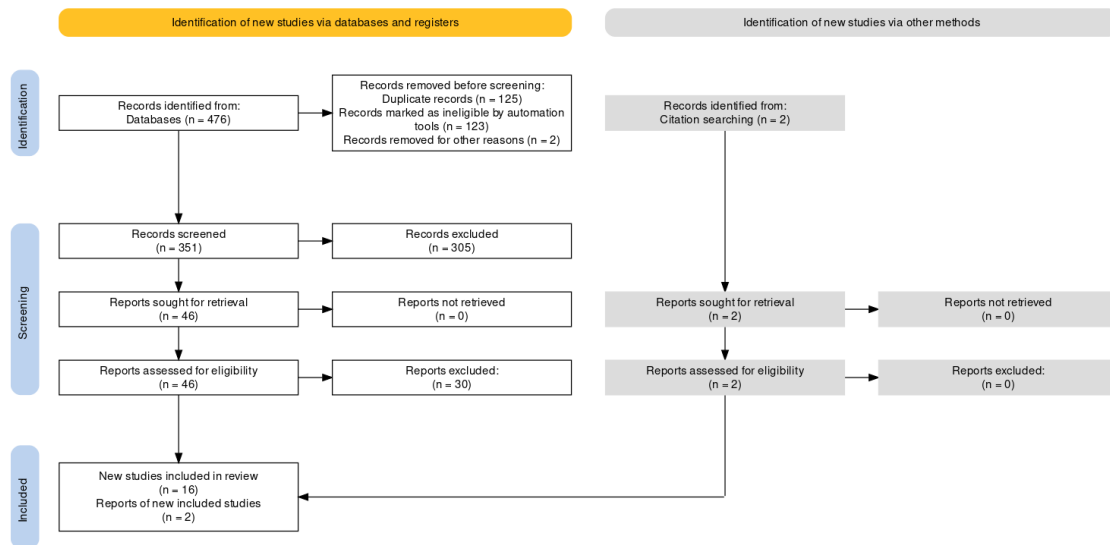 Identification of new studies via databases and registers
Identification of new studies via other methods
Identification
Records identified from:
Databases (n = 476)
Records removed before screening:
Duplicate records (n = 125)
Records marked as ineligible by automation
tools (n = 123)
Records removed for other reasons (n = 2)
Records identified from:
Citation searching (n = 2)
Screening
Records screened
(n = 351)
Records excluded
(n = 305)
Reports sought for retrieval
(n = 46)
Reports not retrieved
(n = 0)
Reports sought for retrieval
(n = 2)
Reports not retrieved
(n = 0)
Reports assessed for eligibility
(n = 46)
Reports excluded:
(n = 30)
Reports assessed for eligibility
(n = 2)
Reports excluded:
(n = 0)
Included
New studies included in review
(n = 16)
Reports of new included studies
(n = 2)